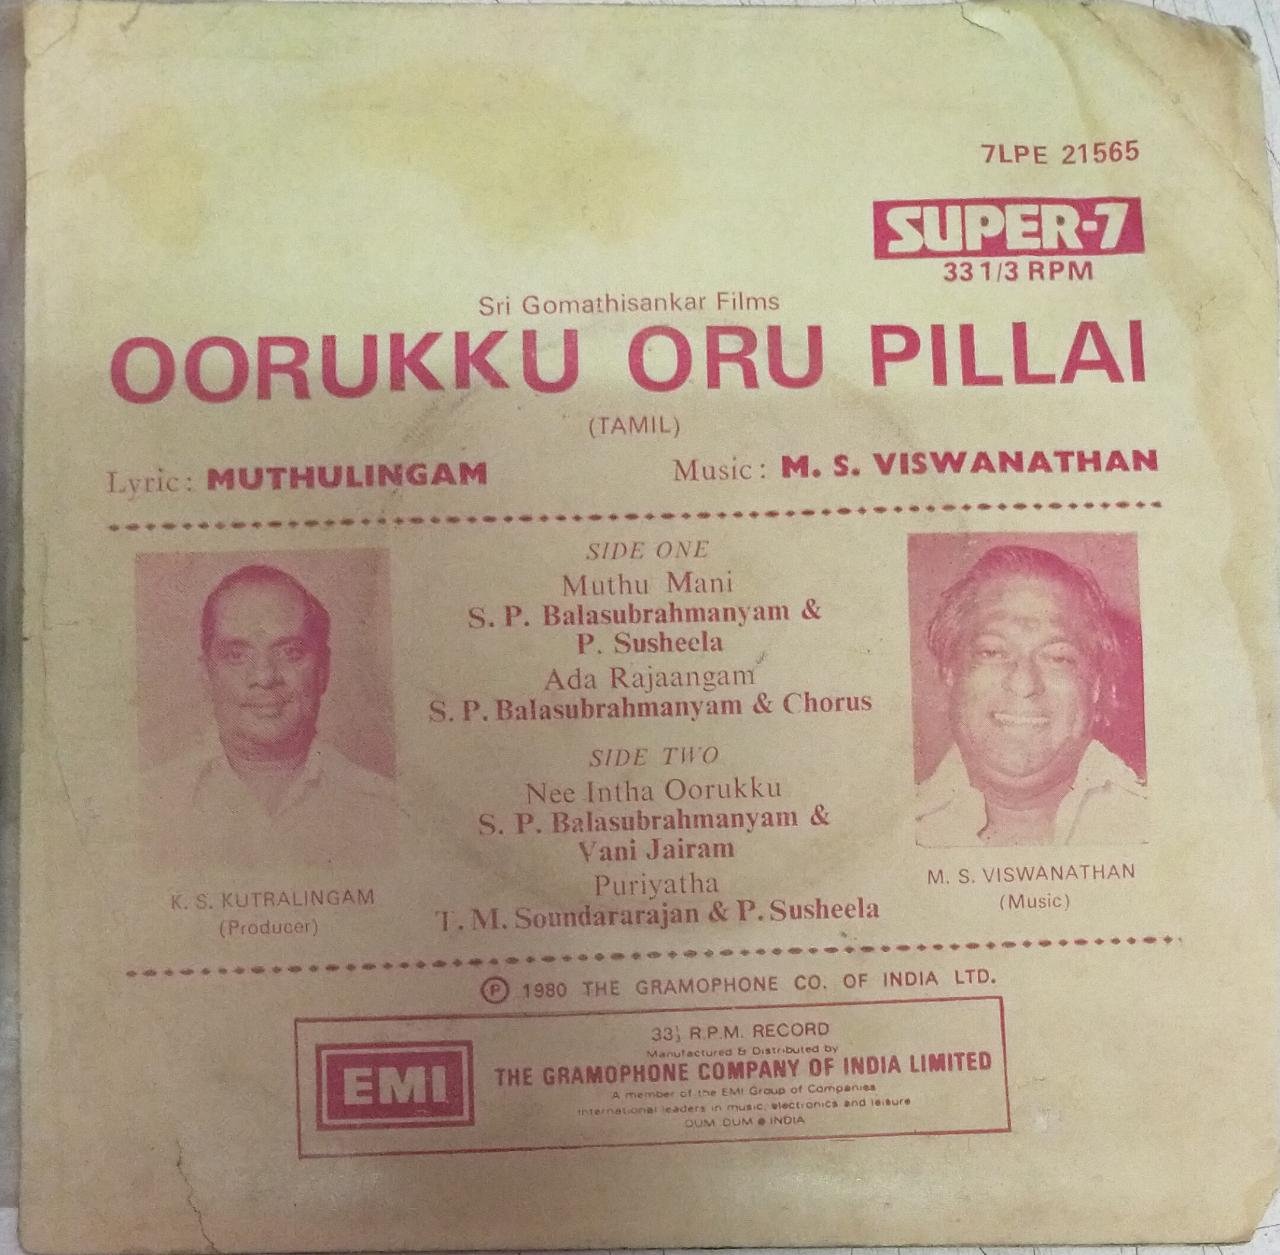 7LPE 21565
SUPER-7
33 1/3 RPM
Sri Gomathisankar Films
OORUKKU ORU PILLAI
(TAMIL)
Lyric: MUTHULINGAM
Music: M. S. VISWANATHAN
SIDE ONE
Muthu Mani
S. P. Balasubrahmanyam &
P. Susheela
Ada Rajaangam
S. P. Balasubrahmanyam & Chorus
SIDE TWO
Nee Intha Oorukku
S. P. Balasubrahmanyam &
Vani Jairam
Puriyatha
T. M. Soundararajan & P. Susheela
K. S. KUTRALINGAM
(Producer)
M. S. VISWANATHAN
(Music)
Ⓟ 1980 THE GRAMOPHONE CO. OF INDIA LTD.
EMI
33⅓ R.P.M. RECORD
Manufactured & Distributed by
THE GRAMOPHONE COMPANY OF INDIA LIMITED
A member of the EMI Group of Companies
International leaders in music, electronics and leisure
DUM DUM ● INDIA